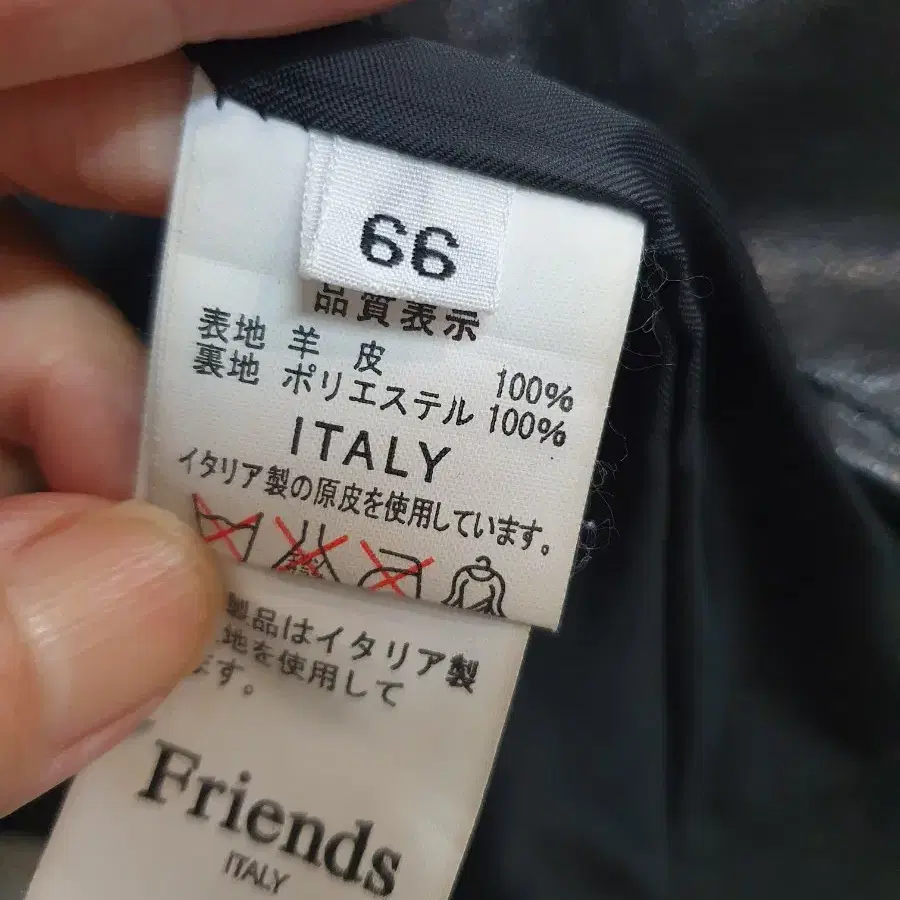 66
品質表示
表地 羊 皮 100%
裏地 ポリエステル 100%
ITALY
イタリア製の原皮を使用しています。
製品はイタリア製
地を使用して
ます。
Friends
ITALY